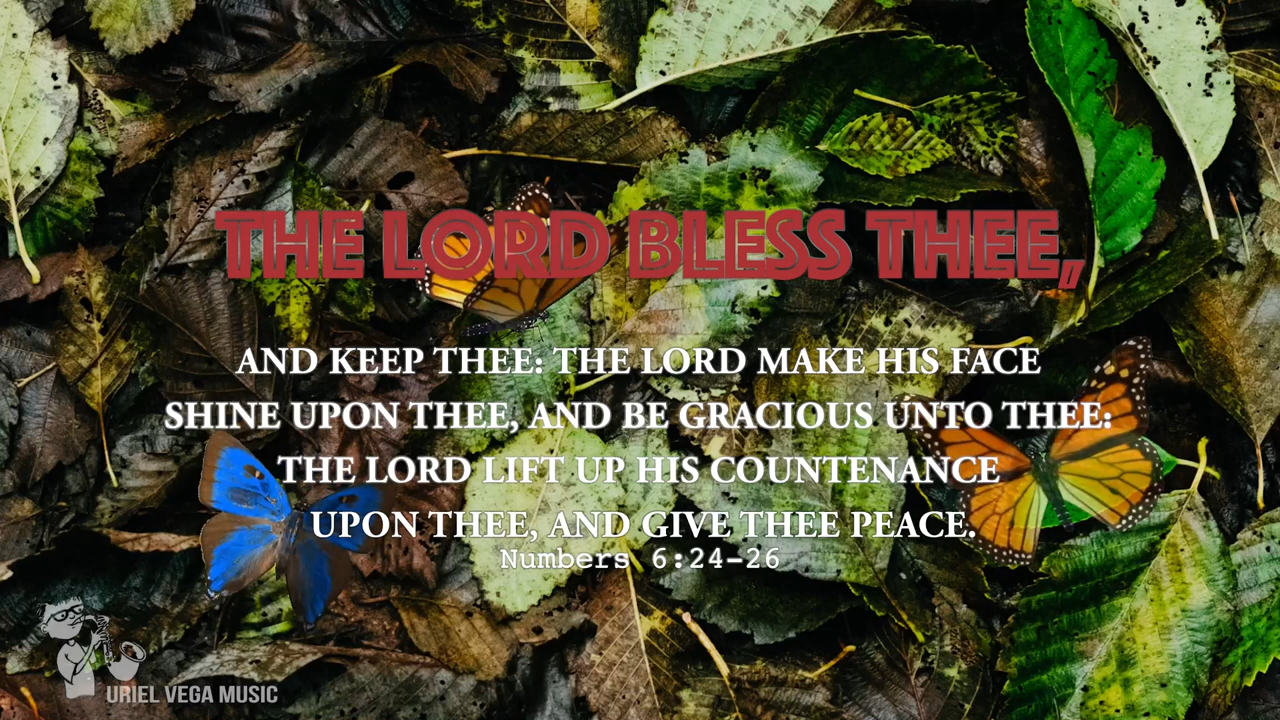 THE LORD BLESS THEE,
AND KEEP THEE: THE LORD MAKE HIS FACE
SHINE UPON THEE, AND BE GRACIOUS UNTO THEE:
THE LORD LIFT UP HIS COUNTENANCE
UPON THEE, AND GIVE THEE PEACE.
Numbers 6:24-26
URIEL VEGA MUSIC